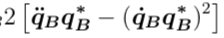 2 [q̈_B q_B^* − (q̇_B q_B^*)^2]